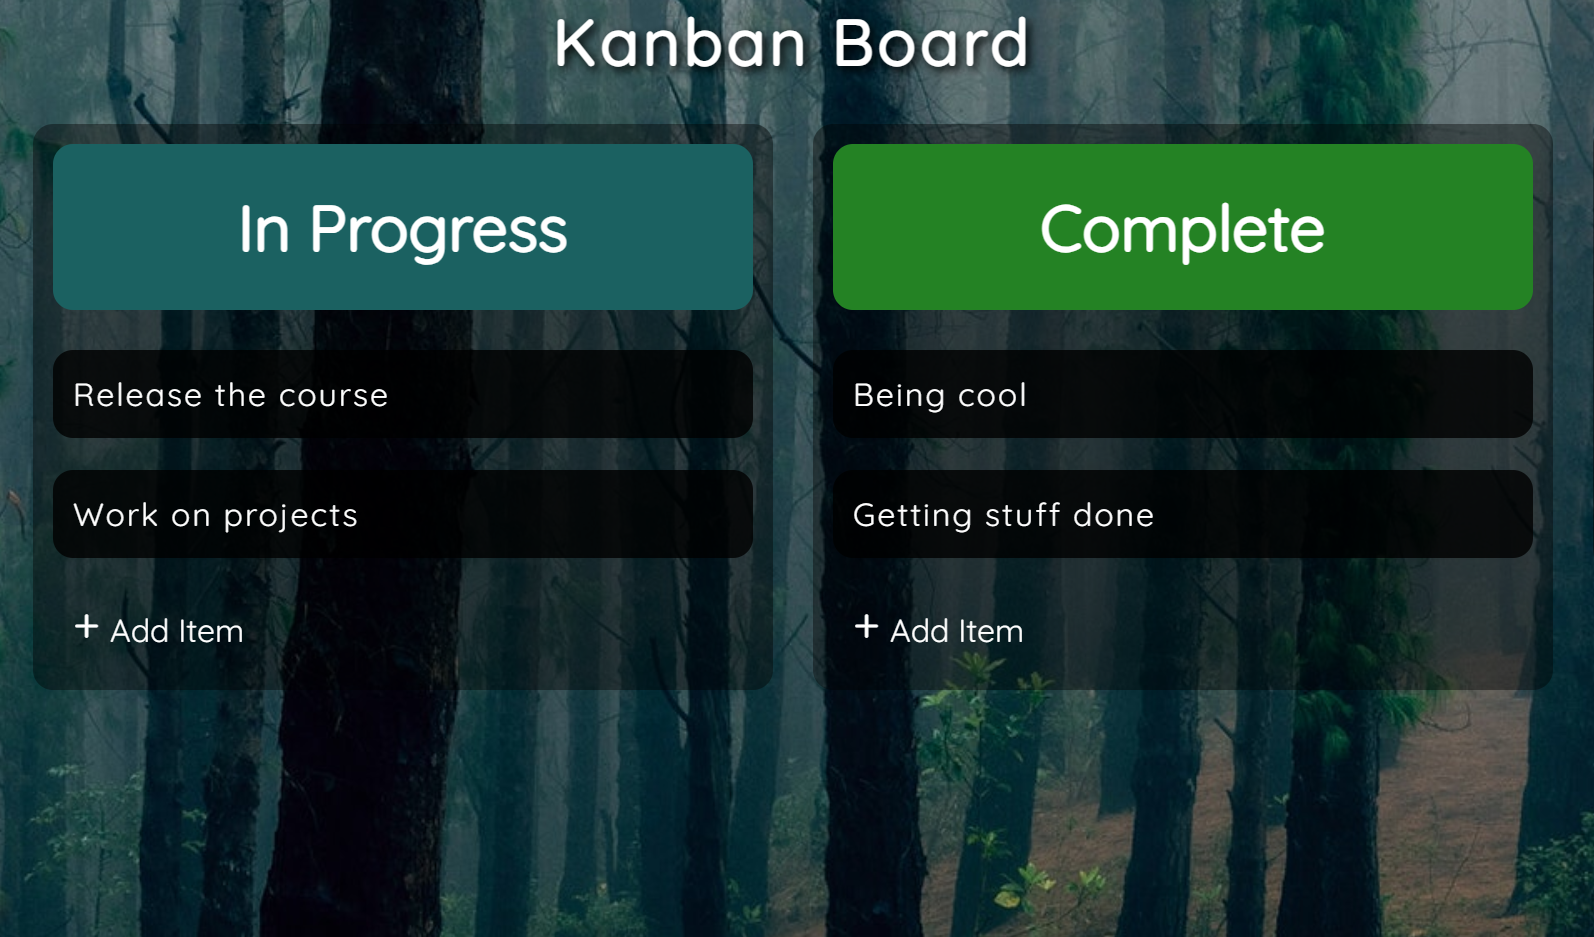 Kanban Board
In Progress
Release the course
Work on projects
+ Add Item
Complete
Being cool
Getting stuff done
+ Add Item